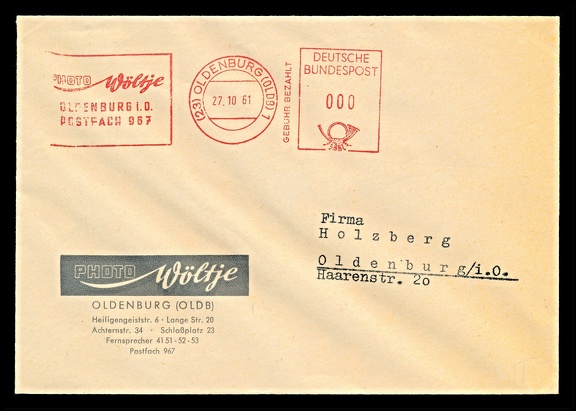 PHOTO Wöltje
OLDENBURG i.O.
POSTFACH 967
(23) OLDENBURG (OLDB) 1
27.10 61
GEBÜHR BEZAHLT
DEUTSCHE
BUNDESPOST
000
Firma
Holzberg
Oldenburg/i.O.
Haarenstr. 20
PHOTO Wöltje
OLDENBURG (OLDB)
Heiligengeiststr. 6 · Lange Str. 20
Achternstr. 34 · Schloßplatz 23
Fernsprecher 41 51 - 52 - 53
Postfach 967